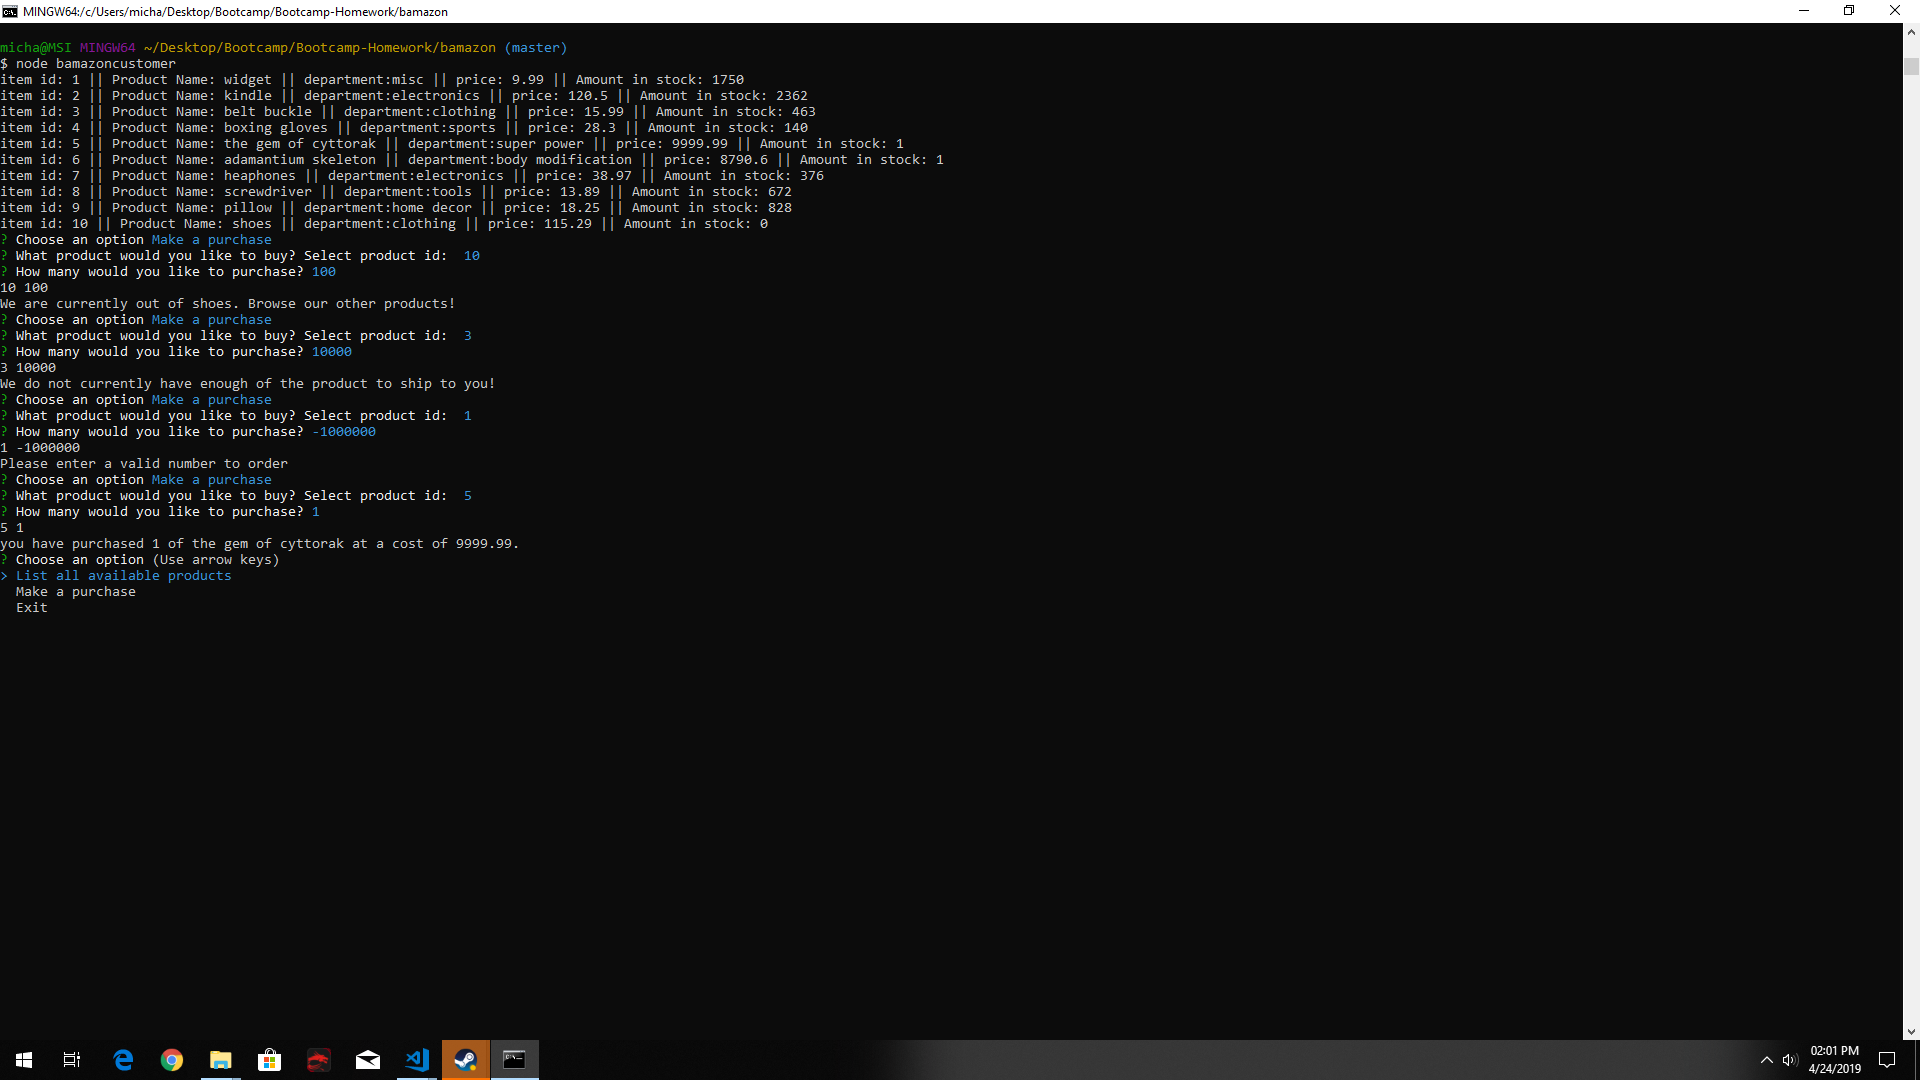 MINGW64:/c/Users/micha/Desktop/Bootcamp/Bootcamp-Homework/bamazon
micha@MSI MINGW64 ~/Desktop/Bootcamp/Bootcamp-Homework/bamazon (master)
$ node bamazoncustomer
item id: 1 || Product Name: widget || department:misc || price: 9.99 || Amount in stock: 1750
item id: 2 || Product Name: kindle || department:electronics || price: 120.5 || Amount in stock: 2362
item id: 3 || Product Name: belt buckle || department:clothing || price: 15.99 || Amount in stock: 463
item id: 4 || Product Name: boxing gloves || department:sports || price: 28.3 || Amount in stock: 140
item id: 5 || Product Name: the gem of cyttorak || department:super power || price: 9999.99 || Amount in stock: 1
item id: 6 || Product Name: adamantium skeleton || department:body modification || price: 8790.6 || Amount in stock: 1
item id: 7 || Product Name: heaphones || department:electronics || price: 38.97 || Amount in stock: 376
item id: 8 || Product Name: screwdriver || department:tools || price: 13.89 || Amount in stock: 672
item id: 9 || Product Name: pillow || department:home decor || price: 18.25 || Amount in stock: 828
item id: 10 || Product Name: shoes || department:clothing || price: 115.29 || Amount in stock: 0
? Choose an option Make a purchase
? What product would you like to buy? Select product id:  10
? How many would you like to purchase? 100
10 100
We are currently out of shoes. Browse our other products!
? Choose an option Make a purchase
? What product would you like to buy? Select product id:  3
? How many would you like to purchase? 10000
3 10000
We do not currently have enough of the product to ship to you!
? Choose an option Make a purchase
? What product would you like to buy? Select product id:  1
? How many would you like to purchase? -1000000
1 -1000000
Please enter a valid number to order
? Choose an option Make a purchase
? What product would you like to buy? Select product id:  5
? How many would you like to purchase? 1
5 1
you have purchased 1 of the gem of cyttorak at a cost of 9999.99.
? Choose an option (Use arrow keys)
> List all available products
  Make a purchase
  Exit
02:01 PM
4/24/2019